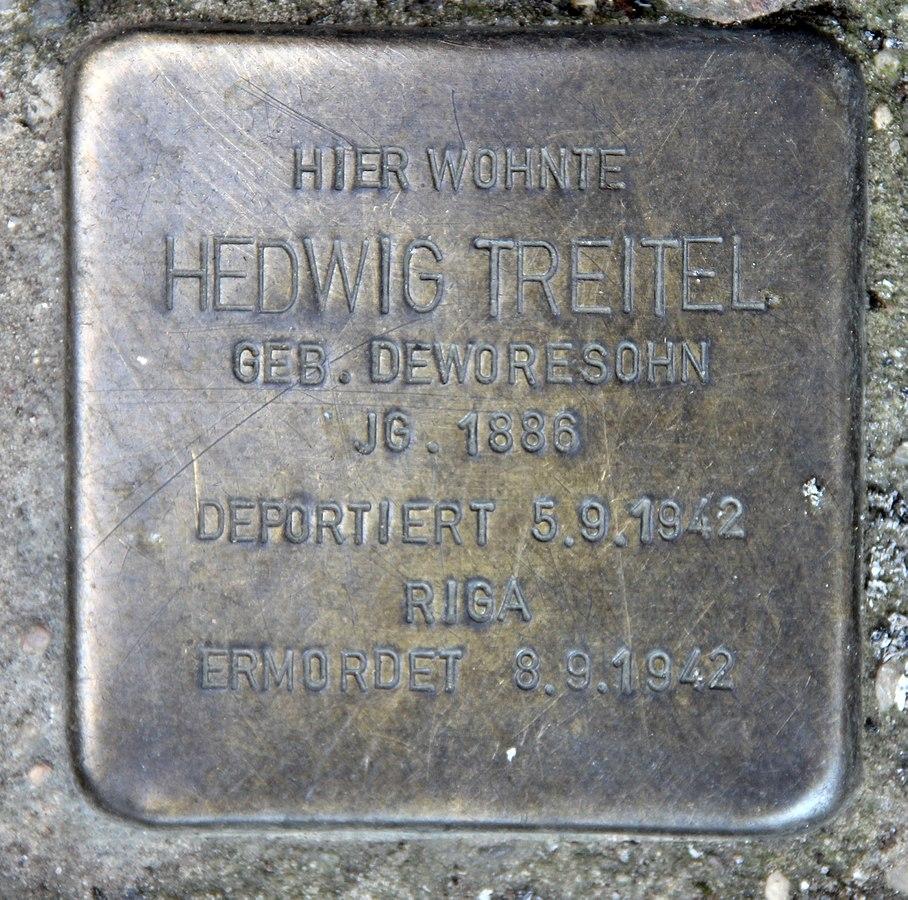 HIER WOHNTE
HEDWIG TREITEL
GEB. DEWORESOHN
JG. 1886
DEPORTIERT 5.9.1942
RIGA
ERMORDET 8.9.1942